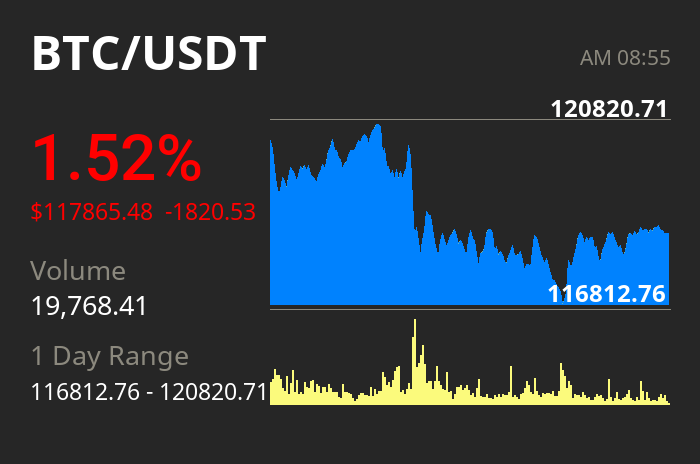 BTC/USDT
AM 08:55
120820.71
1.52%
$117865.48 -1820.53
Volume
19,768.41
116812.76
1 Day Range
116812.76 - 120820.71